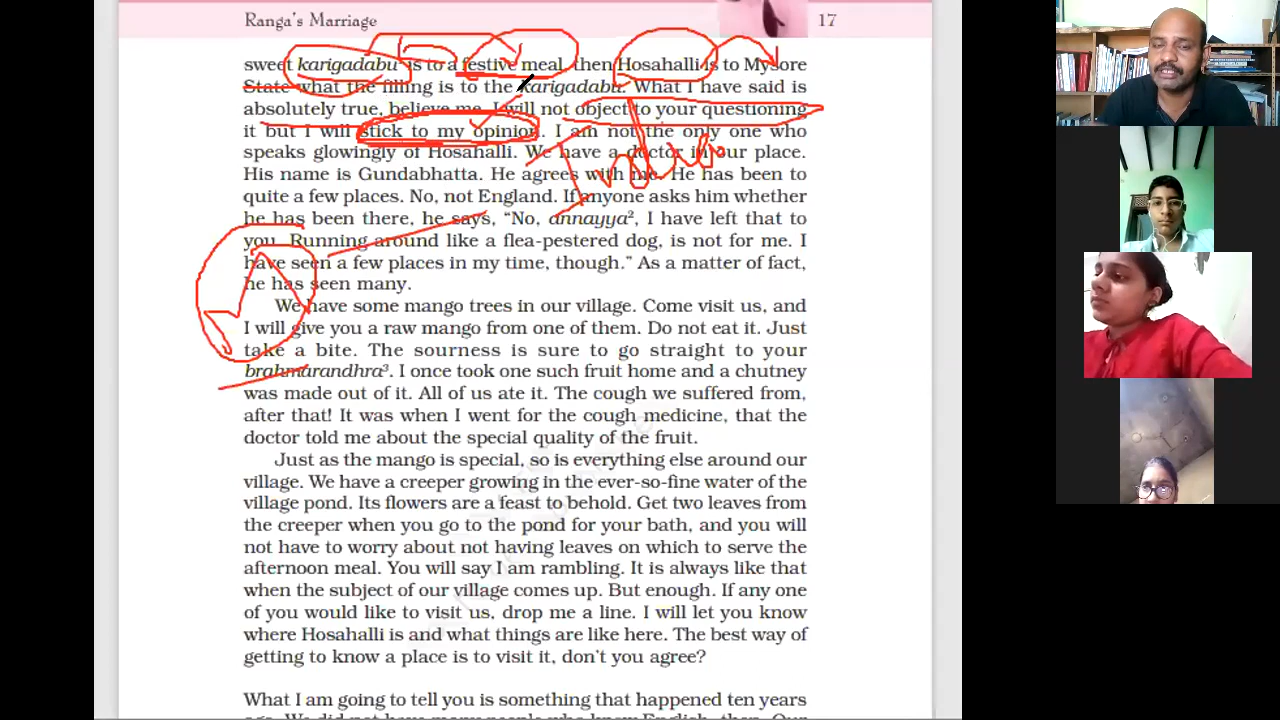 Ranga's Marriage
17
sweet karigadabu is to a festive meal, then Hosahalli is to Mysore
State what the filling is to the karigadabu. What I have said is
absolutely true, believe me. I will not object to your questioning
it but I will stick to my opinion. I am not the only one who
speaks glowingly of Hosahalli. We have a doctor in our place.
His name is Gundabhatta. He agrees with me. He has been to
quite a few places. No, not England. If anyone asks him whether
he has been there, he says, “No, annayya², I have left that to
you. Running around like a flea-pestered dog, is not for me. I
have seen a few places in my time, though.” As a matter of fact,
he has seen many.
We have some mango trees in our village. Come visit us, and
I will give you a raw mango from one of them. Do not eat it. Just
take a bite. The sourness is sure to go straight to your
brahmarandhra³. I once took one such fruit home and a chutney
was made out of it. All of us ate it. The cough we suffered from,
after that! It was when I went for the cough medicine, that the
doctor told me about the special quality of the fruit.
Just as the mango is special, so is everything else around our
village. We have a creeper growing in the ever-so-fine water of the
village pond. Its flowers are a feast to behold. Get two leaves from
the creeper when you go to the pond for your bath, and you will
not have to worry about not having leaves on which to serve the
afternoon meal. You will say I am rambling. It is always like that
when the subject of our village comes up. But enough. If any one
of you would like to visit us, drop me a line. I will let you know
where Hosahalli is and what things are like here. The best way of
getting to know a place is to visit it, don't you agree?
What I am going to tell you is something that happened ten years
ago. We did not have many people who knew English, then. Our